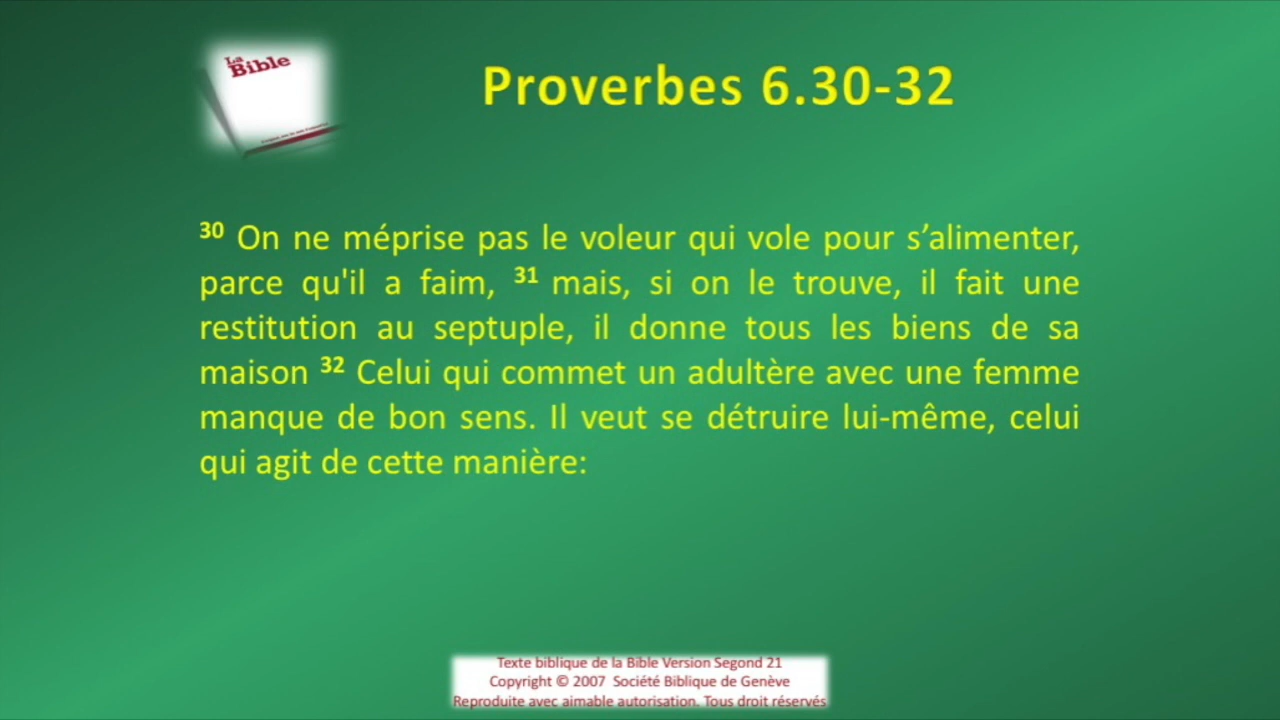 La
Bible
Proverbes 6.30-32
30 On ne méprise pas le voleur qui vole pour s’alimenter,
parce qu'il a faim, 31 mais, si on le trouve, il fait une
restitution au septuple, il donne tous les biens de sa
maison 32 Celui qui commet un adultère avec une femme
manque de bon sens. Il veut se détruire lui-même, celui
qui agit de cette manière:
Texte biblique de la Bible Version Segond 21
Copyright © 2007 Société Biblique de Genève
Reproduite avec aimable autorisation. Tous droit réservés